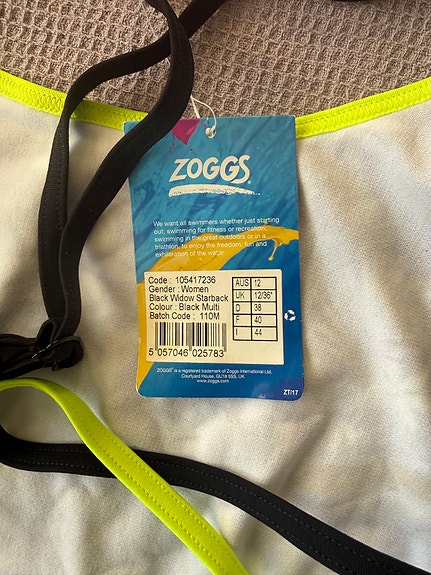 ZOGGS
We want all swimmers whether just starting
out; swimming for fitness or recreation,
swimming in the great outdoors or in a
triathlon, to enjoy the freedom, fun and
exhilaration of the water.
Code : 105417236
Gender : Women
Black Widow Starback
Colour : Black Multi
Batch Code : 110M
5 057046 025783
AUS 12
UK 12/36"
D 38
F 40
I 44
ZOGGS® is a registered trademark of Zoggs International Ltd.
Courtyard House, GU18 5SS, UK
www.zoggs.com
ZT/17